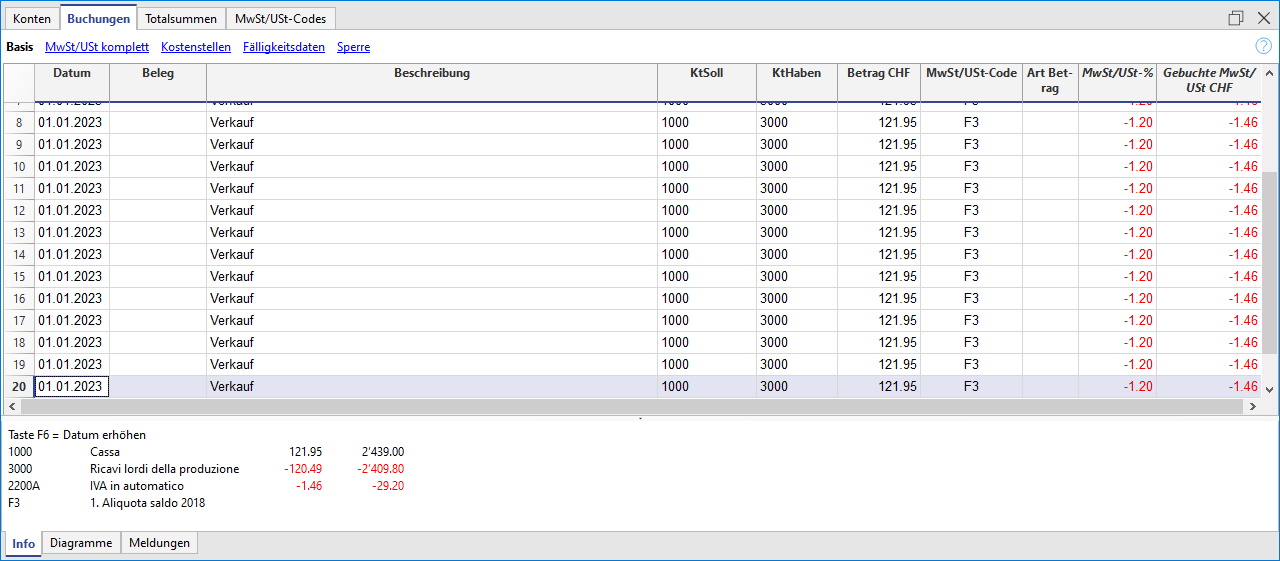 Konten Buchungen Totalsummen MwSt/USt-Codes
Basis MwSt/USt komplett Kostenstellen Fälligkeitsdaten Sperre
Datum Beleg Beschreibung KtSoll KtHaben Betrag CHF MwSt/USt-Code Art Bet- MwSt/USt-% Gebuchte MwSt/
rag USt CHF
8 01.01.2023 Verkauf 1000 3000 121.95 F3 -1.20 -1.46
9 01.01.2023 Verkauf 1000 3000 121.95 F3 -1.20 -1.46
10 01.01.2023 Verkauf 1000 3000 121.95 F3 -1.20 -1.46
11 01.01.2023 Verkauf 1000 3000 121.95 F3 -1.20 -1.46
12 01.01.2023 Verkauf 1000 3000 121.95 F3 -1.20 -1.46
13 01.01.2023 Verkauf 1000 3000 121.95 F3 -1.20 -1.46
14 01.01.2023 Verkauf 1000 3000 121.95 F3 -1.20 -1.46
15 01.01.2023 Verkauf 1000 3000 121.95 F3 -1.20 -1.46
16 01.01.2023 Verkauf 1000 3000 121.95 F3 -1.20 -1.46
17 01.01.2023 Verkauf 1000 3000 121.95 F3 -1.20 -1.46
18 01.01.2023 Verkauf 1000 3000 121.95 F3 -1.20 -1.46
19 01.01.2023 Verkauf 1000 3000 121.95 F3 -1.20 -1.46
20 01.01.2023 Verkauf 1000 3000 121.95 F3 -1.20 -1.46
Taste F6 = Datum erhöhen
1000 Cassa 121.95 2'439.00
3000 Ricavi lordi della produzione -120.49 -2'409.80
2200A IVA in automatico -1.46 -29.20
F3 1. Aliquota saldo 2018
Info Diagramme Meldungen